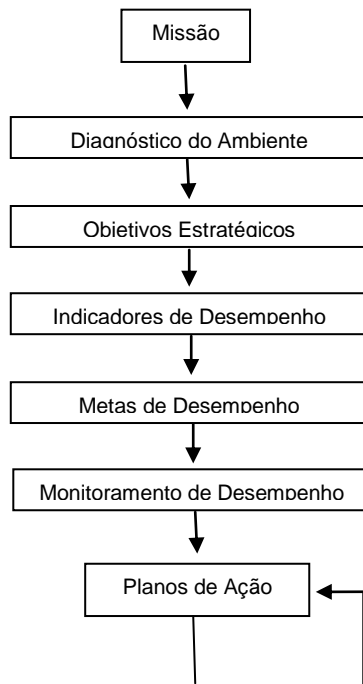 Missão
Diagnóstico do Ambiente
Objetivos Estratégicos
Indicadores de Desempenho
Metas de Desempenho
Monitoramento de Desempenho
Planos de Ação